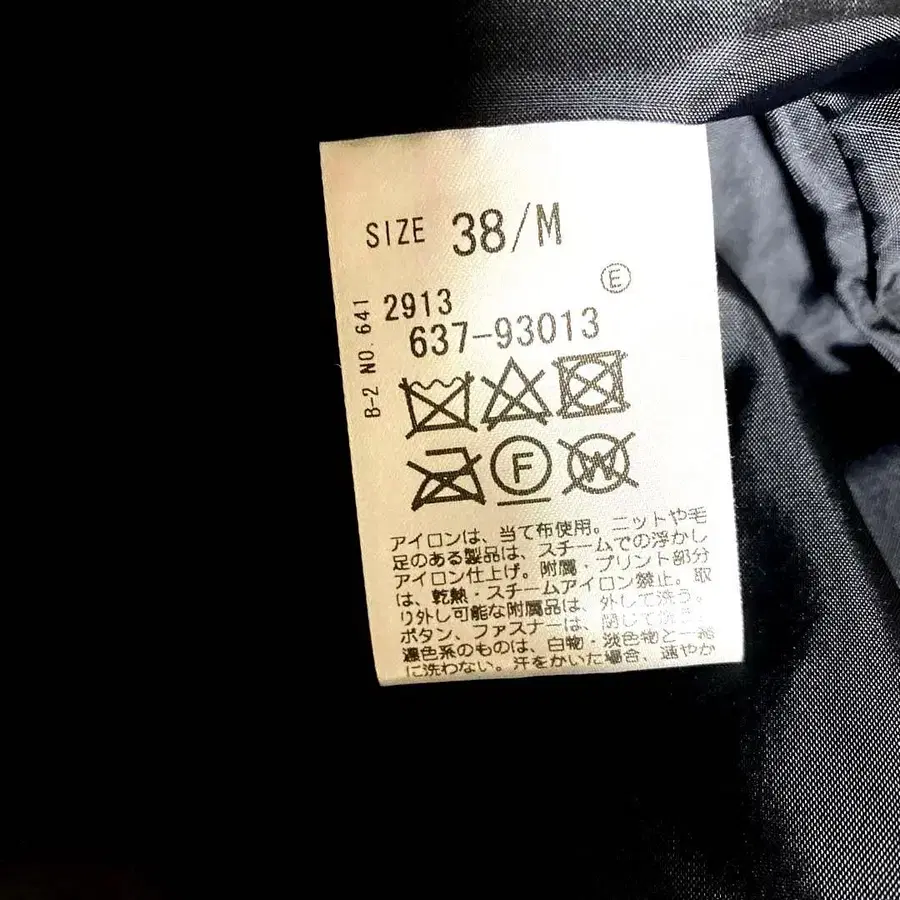 SIZE 38/M
E
2913
637-93013
B-2 NO.641
F
W
アイロンは、当て布使用。ニットや毛
足のある製品は、スチームでの浮かし
アイロン仕上げ。附属・プリント部分
は、乾熱・スチームアイロン禁止。取
り外し可能な附属品は、外して洗う。
ボタン、ファスナーは、閉じて洗う。
濃色系のものは、白物・淡色物と一緒
に洗わない。汗をかいた場合、速やか